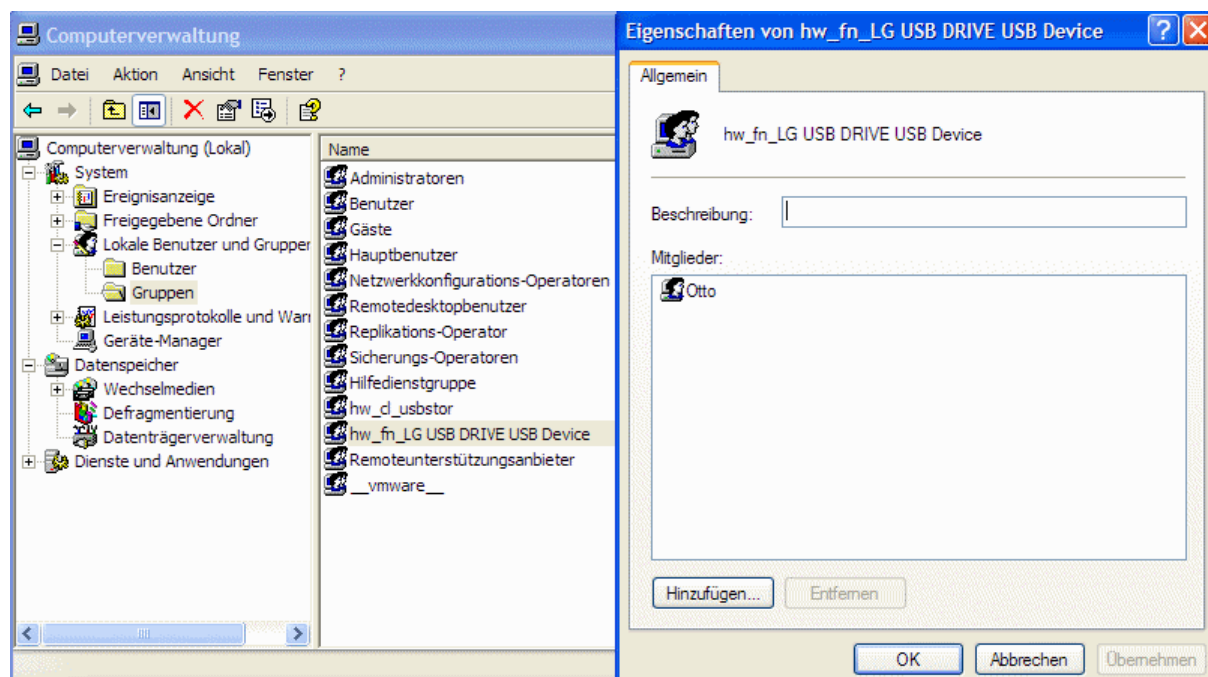 Computerverwaltung
Datei Aktion Ansicht Fenster ?
Computerverwaltung (Lokal)
System
Ereignisanzeige
Freigegebene Ordner
Lokale Benutzer und Gruppen
Benutzer
Gruppen
Leistungsprotokolle und Warn
Geräte-Manager
Datenspeicher
Wechselmedien
Defragmentierung
Datenträgerverwaltung
Dienste und Anwendungen
Name
Administratoren
Benutzer
Gäste
Hauptbenutzer
Netzwerkkonfigurations-Operatoren
Remotedesktopbenutzer
Replikations-Operator
Sicherungs-Operatoren
Hilfedienstgruppe
hw_cl_usbstor
hw_fn_LG USB DRIVE USB Device
Remoteunterstützungsanbieter
__vmware__
Eigenschaften von hw_fn_LG USB DRIVE USB Device
Allgemein
hw_fn_LG USB DRIVE USB Device
Beschreibung:
Mitglieder:
Otto
Hinzufügen... Entfernen
OK Abbrechen Übernehmen